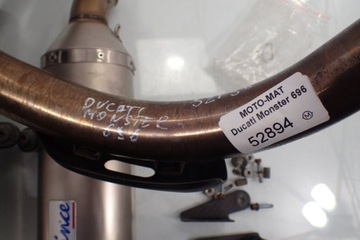 DUCATI
MONSTER
696
MOTO-MAT
Ducati Monster 696
52894
M